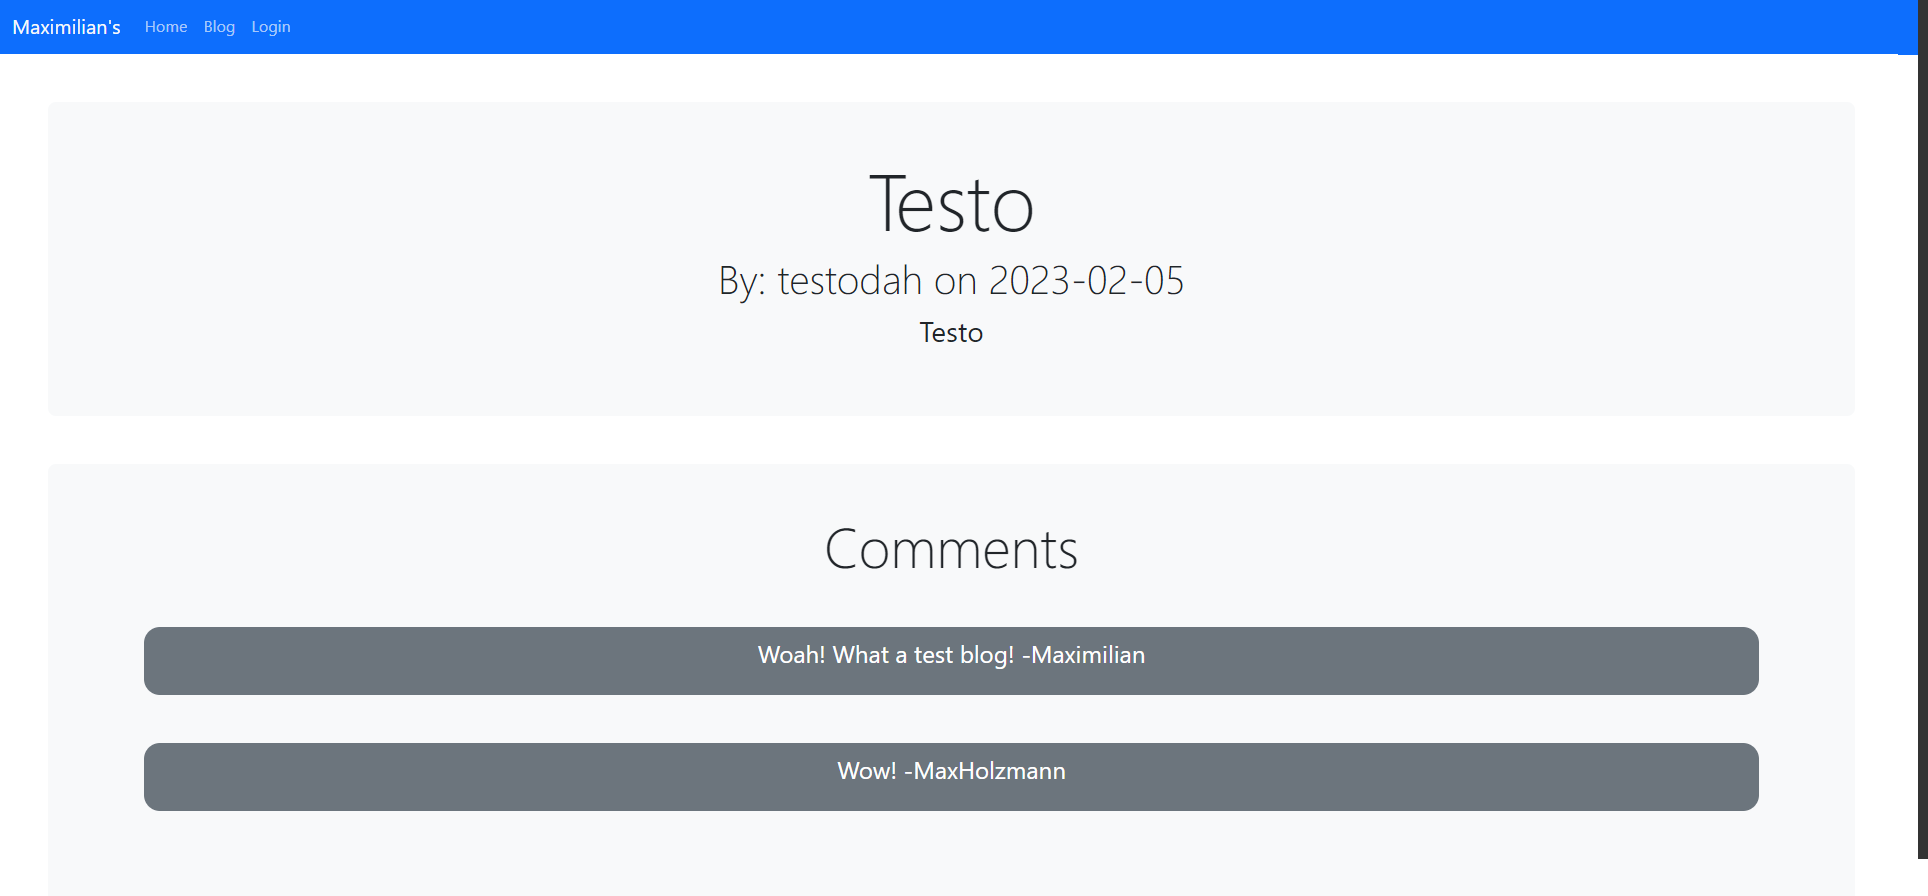 Maximilian's Home Blog Login
Testo
By: testodah on 2023-02-05
Testo
Comments
Woah! What a test blog! -Maximilian
Wow! -MaxHolzmann